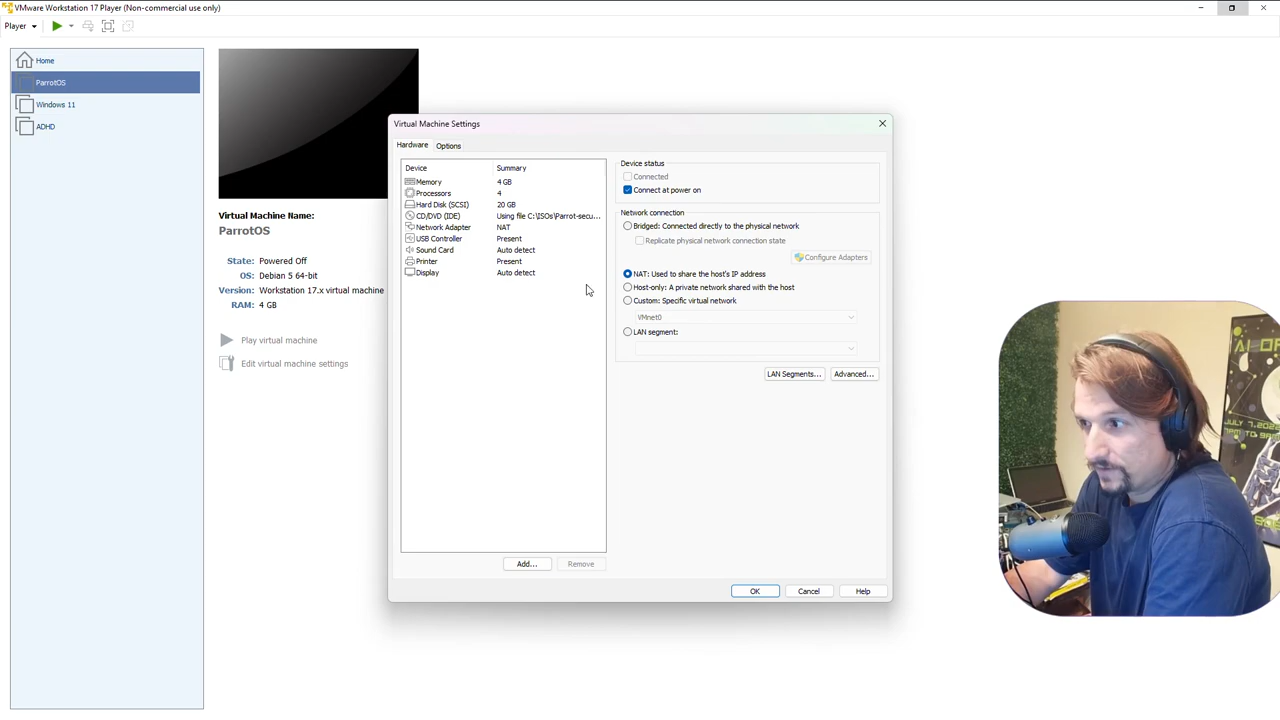 VMware Workstation 17 Player (Non-commercial use only)
Player
Home
ParrotOS
Windows 11
ADHD
Virtual Machine Name:
ParrotOS
State: Powered Off
OS: Debian 5 64-bit
Version: Workstation 17.x virtual machine
RAM: 4 GB
Play virtual machine
Edit virtual machine settings
Virtual Machine Settings
Hardware Options
Device Summary
Memory 4 GB
Processors 4
Hard Disk (SCSI) 20 GB
CD/DVD (IDE) Using file C:\ISOs\Parrot-secu...
Network Adapter NAT
USB Controller Present
Sound Card Auto detect
Printer Present
Display Auto detect
Add... Remove
Device status
Connected
Connect at power on
Network connection
Bridged: Connected directly to the physical network
Replicate physical network connection state
Configure Adapters
NAT: Used to share the host's IP address
Host-only: A private network shared with the host
Custom: Specific virtual network
VMnet0
LAN segment:
LAN Segments... Advanced...
OK Cancel Help
AI OF
JULY 7.202